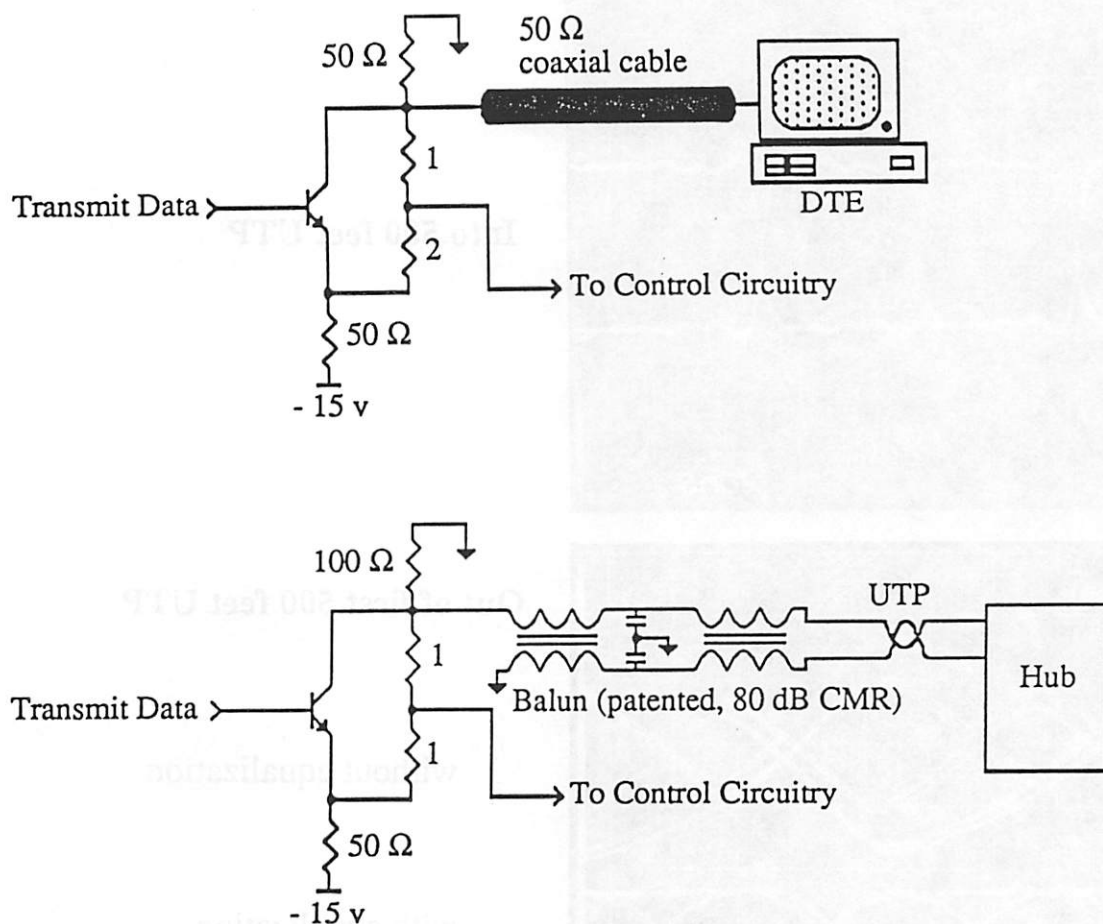 50 Ω
50 Ω
coaxial cable
1
Transmit Data
DTE
2
To Control Circuitry
50 Ω
- 15 v
100 Ω
UTP
1
Hub
Balun (patented, 80 dB CMR)
Transmit Data
1
To Control Circuitry
50 Ω
- 15 v